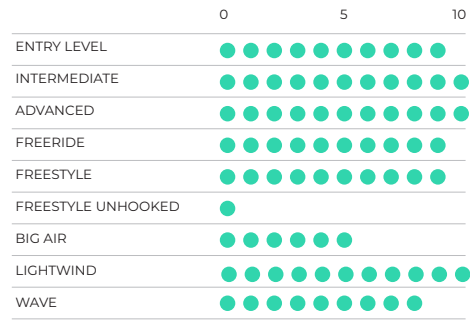 0 5 10
ENTRY LEVEL
INTERMEDIATE
ADVANCED
FREERIDE
FREESTYLE
FREESTYLE UNHOOKED
BIG AIR
LIGHTWIND
WAVE